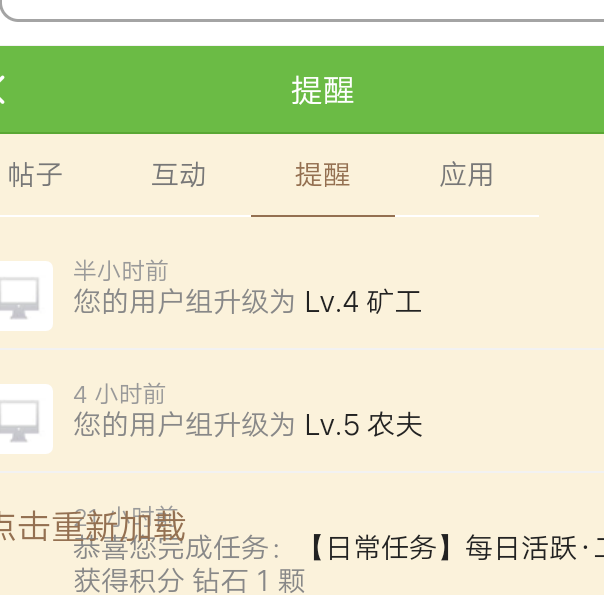 提醒
帖子 互动 提醒 应用
半小时前
您的用户组升级为 Lv.4 矿工
4 小时前
您的用户组升级为 Lv.5 农夫
21 小时前
点击重新加载
恭喜您完成任务：【日常任务】每日活跃·
获得积分 钻石 1 颗